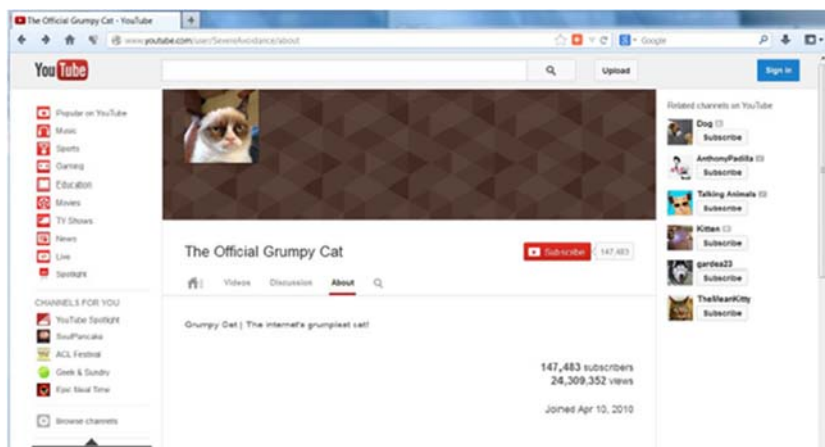 The Official Grumpy Cat - YouTube
www.youtube.com/user/SevereAvoidance/about
Google
YouTube
Upload
Sign in
Popular on YouTube
Music
Sports
Gaming
Education
Movies
TV Shows
News
Live
Spotlight
CHANNELS FOR YOU
YouTube Spotlight
SoulPancake
ACL Festival
Geek & Sundry
Epic Meal Time
Browse channels
The Official Grumpy Cat
Subscribe 147,483
Videos Discussion About
Grumpy Cat | The internet's grumpiest cat!
147,483 subscribers
24,309,352 views
Joined Apr 10, 2010
Related channels on YouTube
Dog
Subscribe
AnthonyPadilla
Subscribe
Talking Animals
Subscribe
Kitten
Subscribe
gardea23
Subscribe
TheMeanKitty
Subscribe